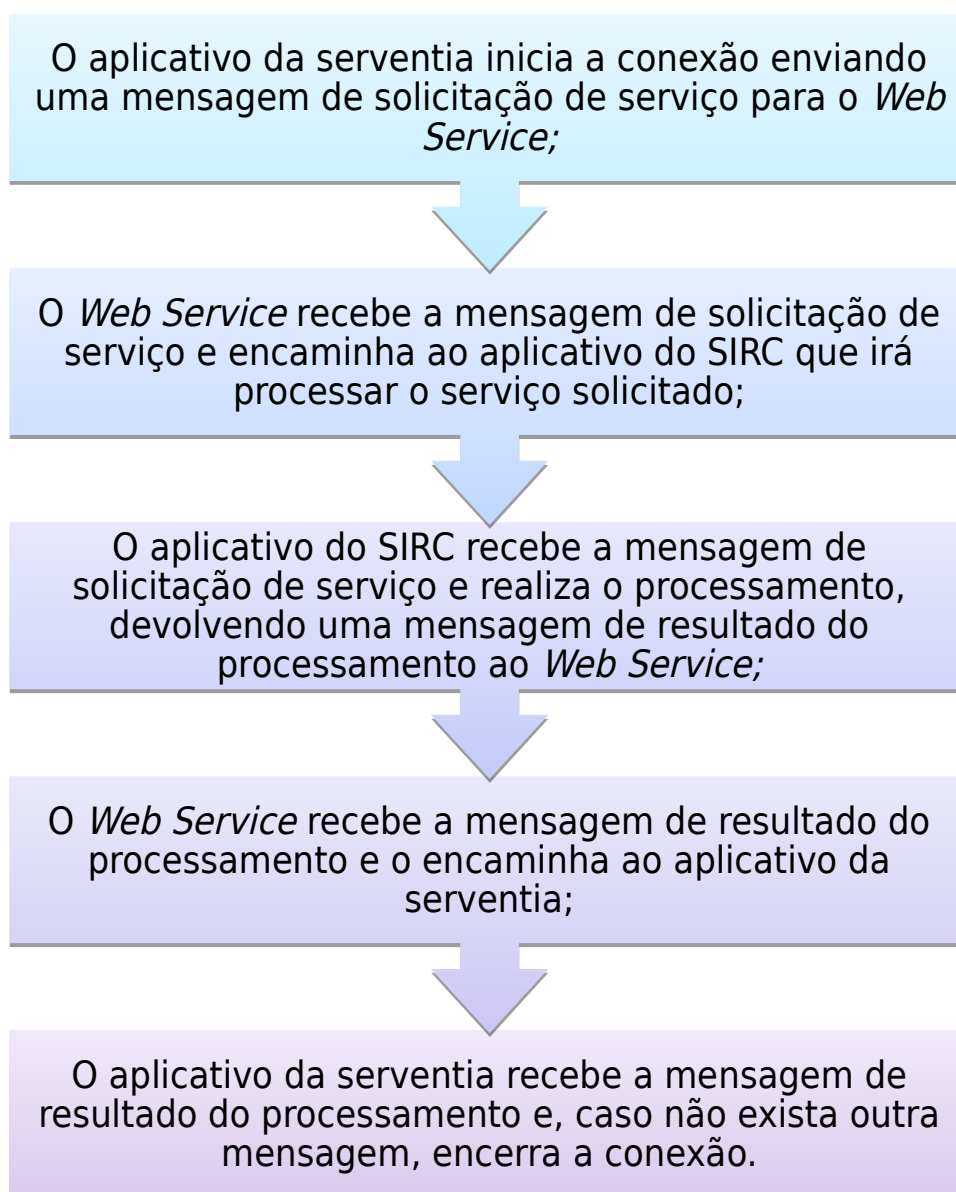 O aplicativo da serventia inicia a conexão enviando
uma mensagem de solicitação de serviço para o Web
Service;
O Web Service recebe a mensagem de solicitação de
serviço e encaminha ao aplicativo do SIRC que irá
processar o serviço solicitado;
O aplicativo do SIRC recebe a mensagem de
solicitação de serviço e realiza o processamento,
devolvendo uma mensagem de resultado do
processamento ao Web Service;
O Web Service recebe a mensagem de resultado do
processamento e o encaminha ao aplicativo da
serventia;
O aplicativo da serventia recebe a mensagem de
resultado do processamento e, caso não exista outra
mensagem, encerra a conexão.